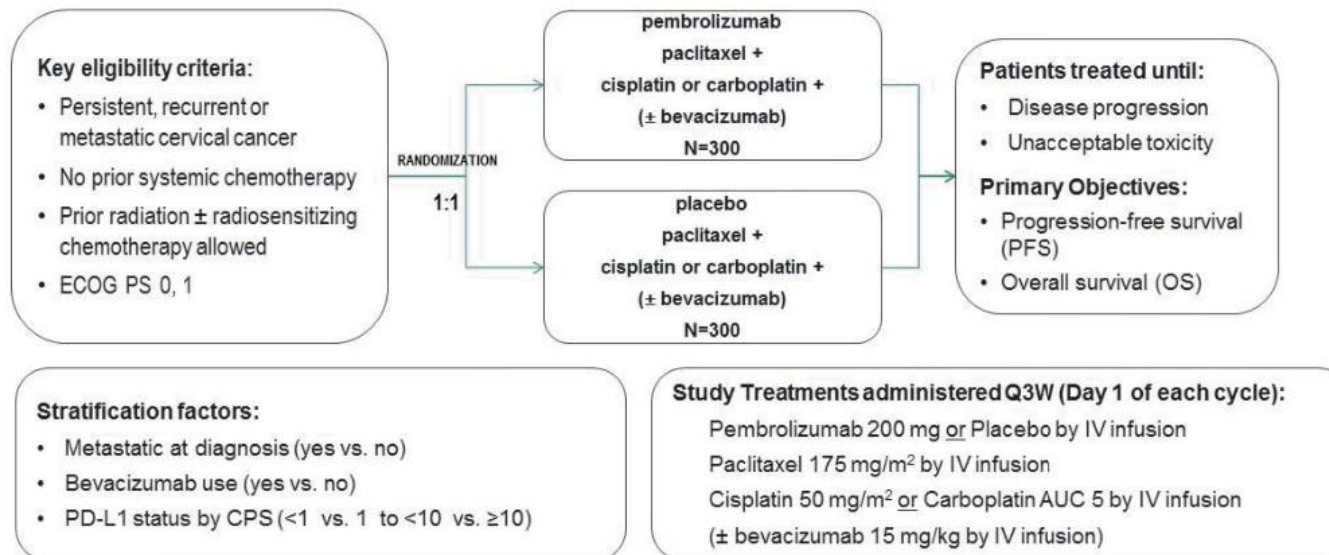 Key eligibility criteria:
• Persistent, recurrent or
metastatic cervical cancer
• No prior systemic chemotherapy
• Prior radiation ± radiosensitizing
chemotherapy allowed
• ECOG PS 0, 1
RANDOMIZATION
1:1
pembrolizumab
paclitaxel +
cisplatin or carboplatin +
(± bevacizumab)
N=300
placebo
paclitaxel +
cisplatin or carboplatin +
(± bevacizumab)
N=300
Patients treated until:
• Disease progression
• Unacceptable toxicity
Primary Objectives:
• Progression-free survival
(PFS)
• Overall survival (OS)
Stratification factors:
• Metastatic at diagnosis (yes vs. no)
• Bevacizumab use (yes vs. no)
• PD-L1 status by CPS (<1 vs. 1 to <10 vs. ≥10)
Study Treatments administered Q3W (Day 1 of each cycle):
Pembrolizumab 200 mg or Placebo by IV infusion
Paclitaxel 175 mg/m² by IV infusion
Cisplatin 50 mg/m² or Carboplatin AUC 5 by IV infusion
(± bevacizumab 15 mg/kg by IV infusion)